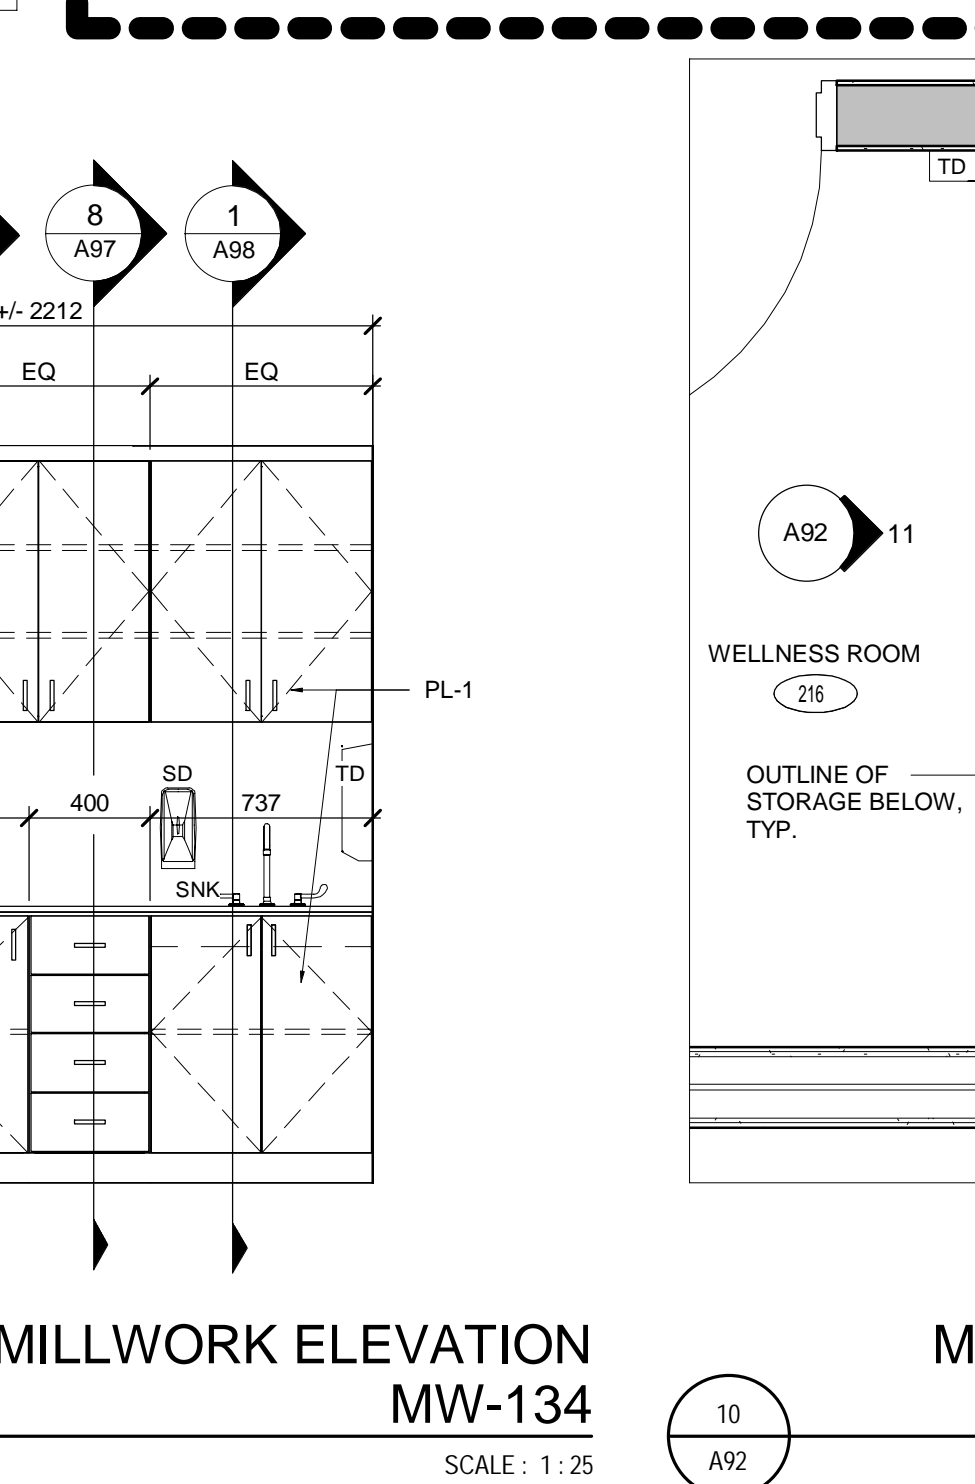 8
A97
1
A98
+/- 2212
EQ
EQ
PL-1
SD
TD
400
737
SNK
MILLWORK ELEVATION
MW-134
SCALE : 1 : 25
TD
A92
11
WELLNESS ROOM
216
OUTLINE OF
STORAGE BELOW,
TYP.
M
10
A92